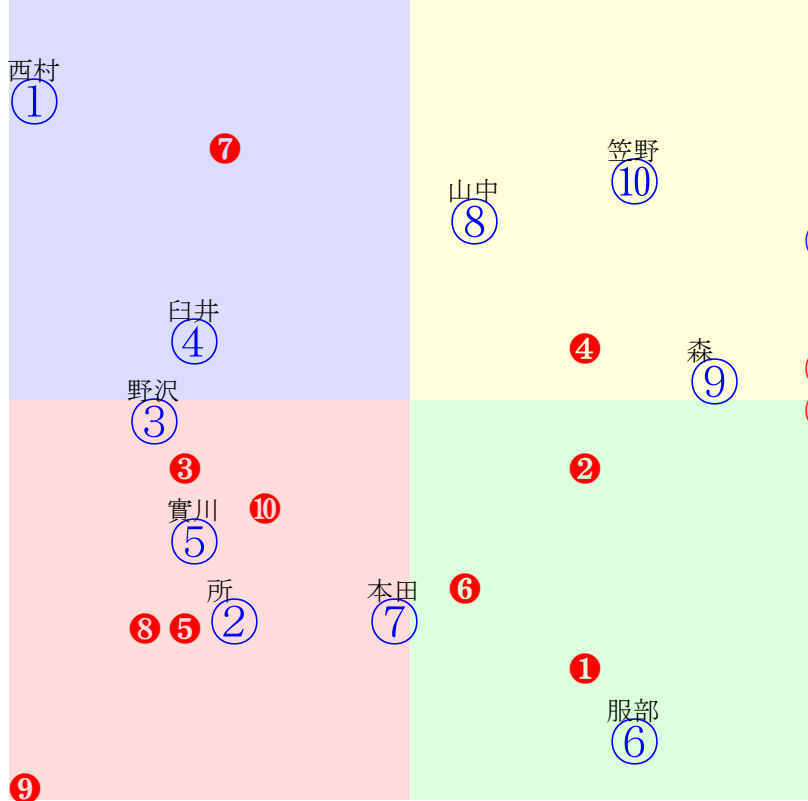 西村
①
❼
笠野
⑩
山中
⑧
臼井
④
❹
森
⑨
野沢
③
❸
❷
實川
⑤
❿
所
②
本田
⑦
❻
❽
❺
❶
服部
⑥
❾